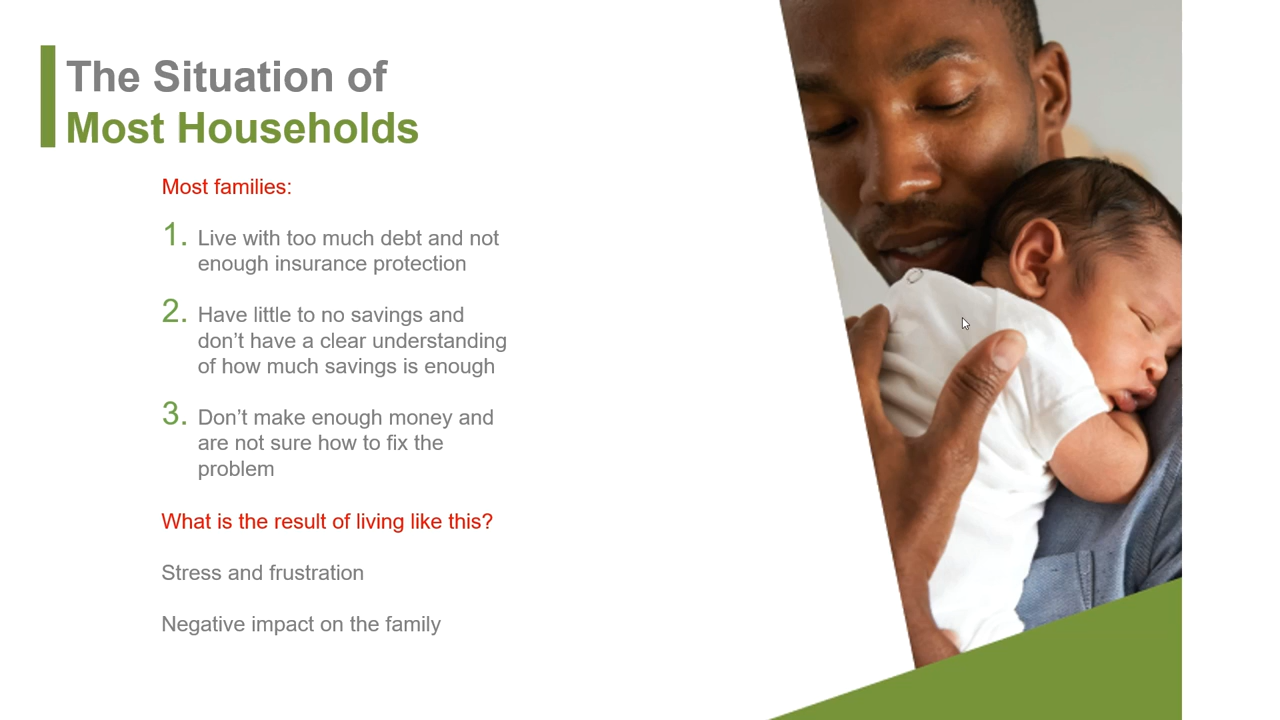 The Situation of
Most Households
Most families:
1. Live with too much debt and not
enough insurance protection
2. Have little to no savings and
don’t have a clear understanding
of how much savings is enough
3. Don’t make enough money and
are not sure how to fix the
problem
What is the result of living like this?
Stress and frustration
Negative impact on the family